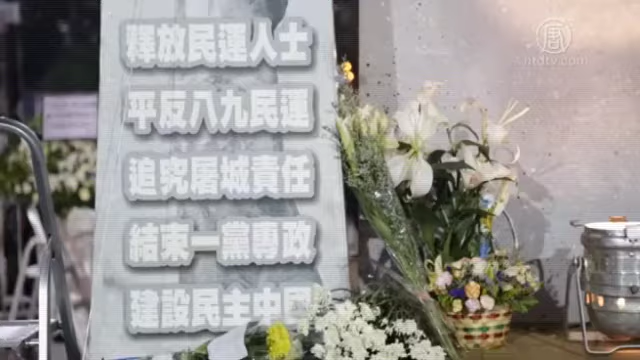 釋放民運人士
平反八九民運
追究屠城責任
結束一黨專政
建設民主中國
唐
ntdtv.com